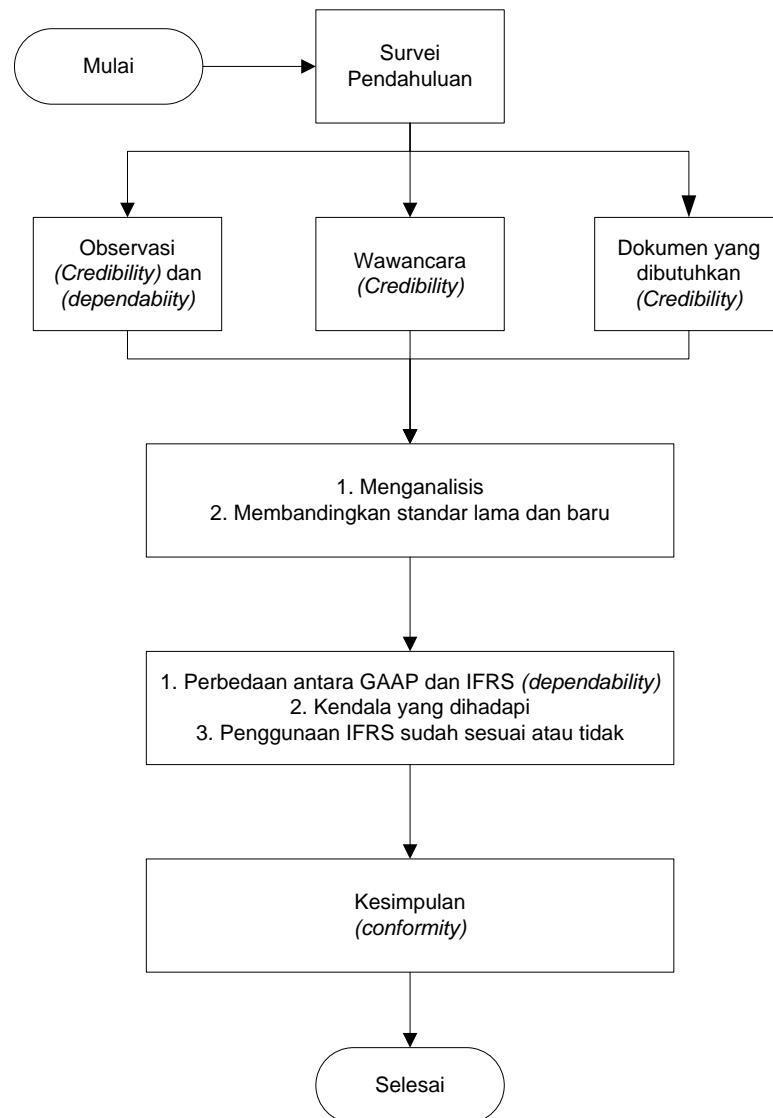 Mulai
Survei
Pendahuluan
Observasi
(Credibility) dan
(dependabiity)
Wawancara
(Credibility)
Dokumen yang
dibutuhkan
(Credibility)
1. Menganalisis
2. Membandingkan standar lama dan baru
1. Perbedaan antara GAAP dan IFRS (dependability)
2. Kendala yang dihadapi
3. Penggunaan IFRS sudah sesuai atau tidak
Kesimpulan
(conformity)
Selesai